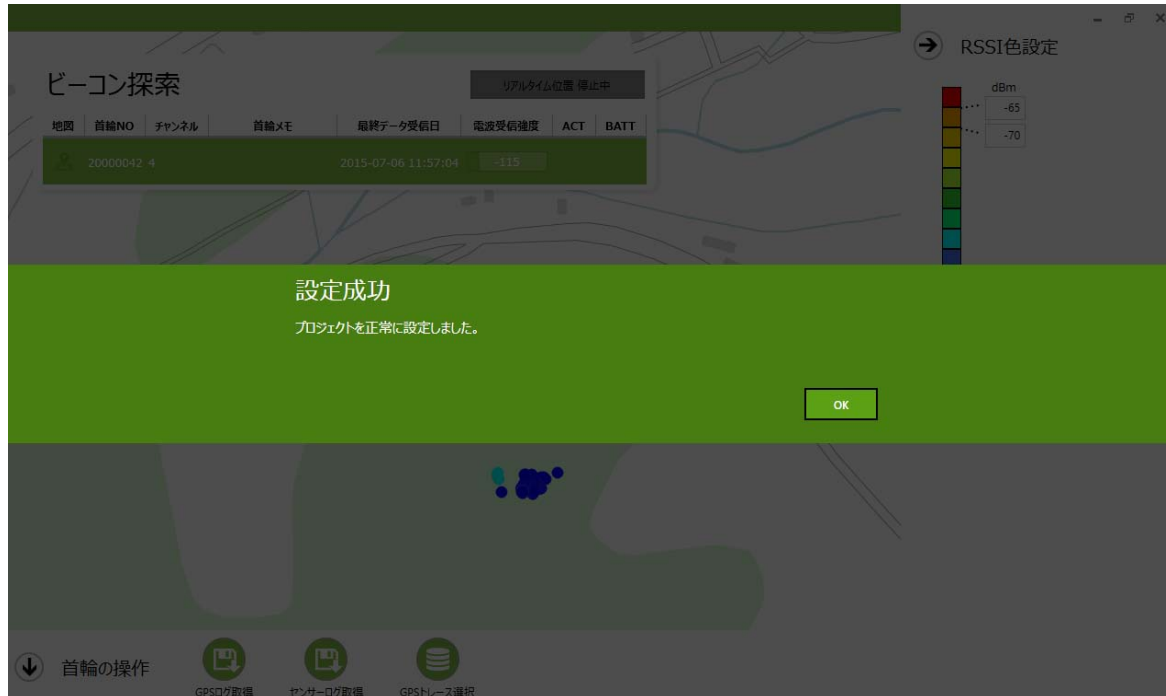 RSSI色設定
ビーコン探索
リアルタイム位置 停止中
dBm
-65
-70
地図 首輪NO チャンネル 首輪メモ 最終データ受信日 電波受信強度 ACT BATT
20000042 4 2015-07-06 11:57:04 -115
設定成功
プロジェクトを正常に設定しました。
OK
首輪の操作
GPSログ取得 センサーログ取得 GPSトレース選択